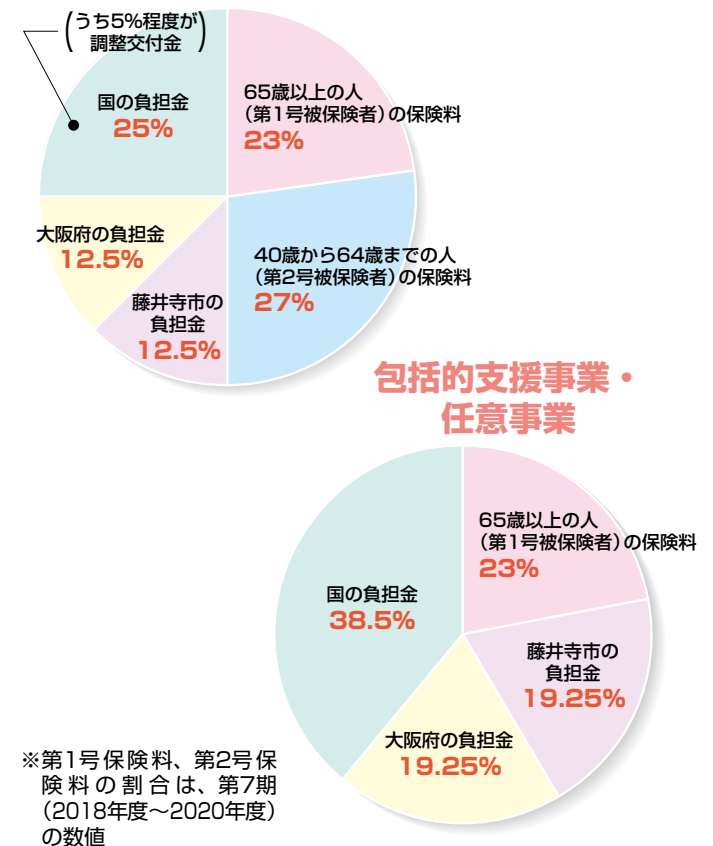 (うち5%程度が
調整交付金)
国の負担金
25%
65歳以上の人
(第1号被保険者)の保険料
23%
大阪府の負担金
12.5%
藤井寺市の
負担金
12.5%
40歳から64歳までの人
(第2号被保険者)の保険料
27%
包括的支援事業・
任意事業
65歳以上の人
(第1号被保険者)の保険料
23%
国の負担金
38.5%
藤井寺市の
負担金
19.25%
大阪府の負担金
19.25%
※第1号保険料、第2号保
険料の割合は、第7期
(2018年度〜2020年度)
の数値